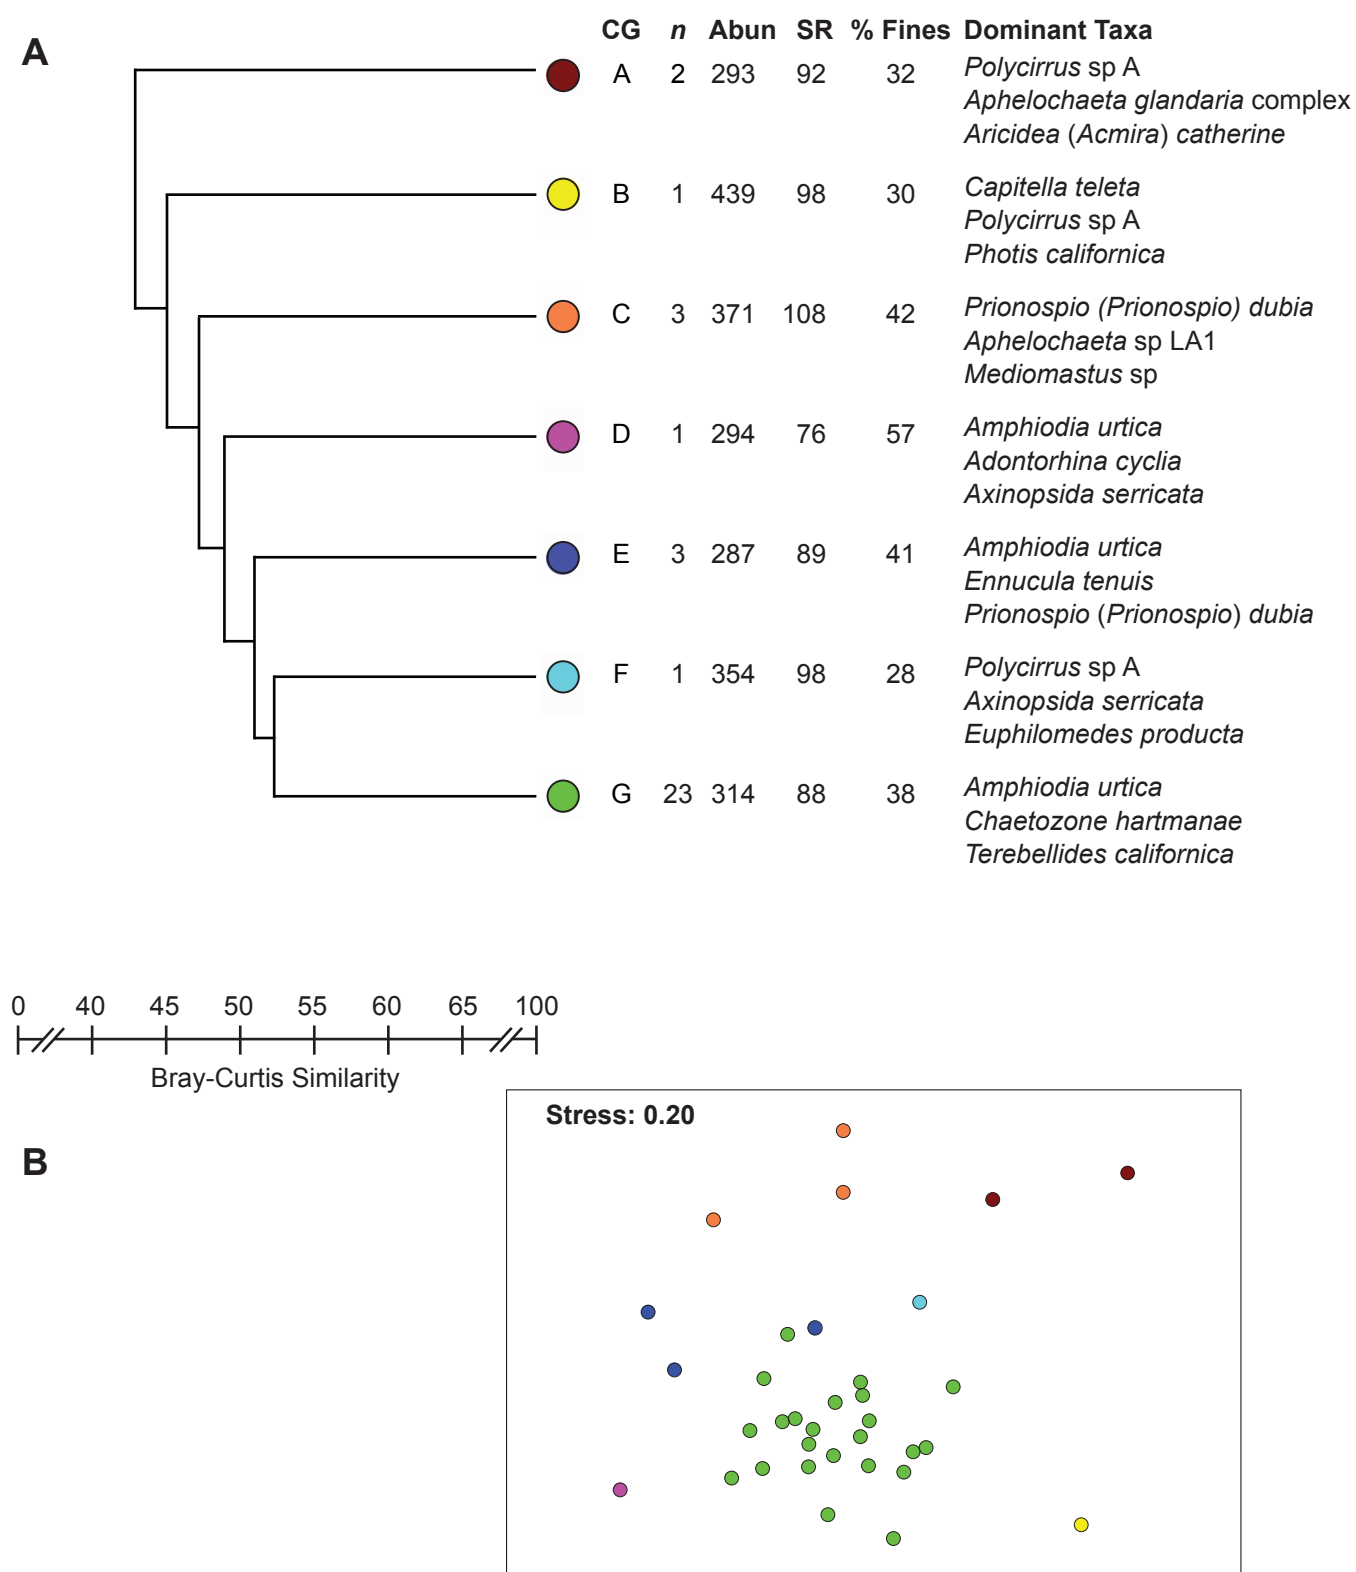 A
CG n Abun SR % Fines Dominant Taxa
A 2 293 92 32 Polycirrus sp A
Aphelochaeta glandaria complex
Aricidea (Acmira) catherine
B 1 439 98 30 Capitella teleta
Polycirrus sp A
Photis californica
C 3 371 108 42 Prionospio (Prionospio) dubia
Aphelochaeta sp LA1
Mediomastus sp
D 1 294 76 57 Amphiodia urtica
Adontorhina cyclia
Axinopsida serricata
E 3 287 89 41 Amphiodia urtica
Ennucula tenuis
Prionospio (Prionospio) dubia
F 1 354 98 28 Polycirrus sp A
Axinopsida serricata
Euphilomedes producta
G 23 314 88 38 Amphiodia urtica
Chaetozone hartmanae
Terebellides californica
0 40 45 50 55 60 65 100
Bray-Curtis Similarity
B
Stress: 0.20